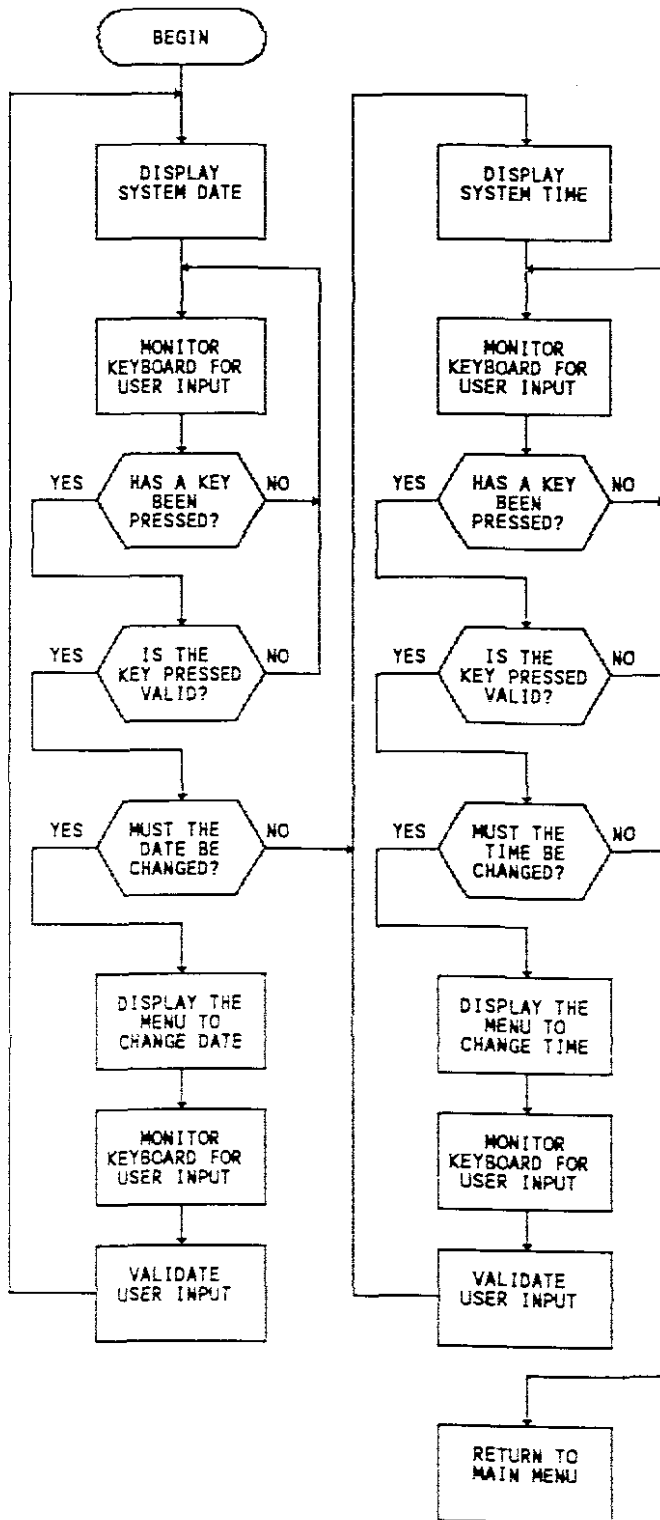 BEGIN
DISPLAY
SYSTEM DATE
MONITOR
KEYBOARD FOR
USER INPUT
YES
HAS A KEY
BEEN
PRESSED?
NO
YES
IS THE
KEY PRESSED
VALID?
NO
YES
MUST THE
DATE BE
CHANGED?
NO
DISPLAY THE
MENU TO
CHANGE DATE
MONITOR
KEYBOARD FOR
USER INPUT
VALIDATE
USER INPUT
DISPLAY
SYSTEM TIME
MONITOR
KEYBOARD FOR
USER INPUT
YES
HAS A KEY
BEEN
PRESSED?
NO
YES
IS THE
KEY PRESSED
VALID?
NO
YES
MUST THE
TIME BE
CHANGED?
NO
DISPLAY THE
MENU TO
CHANGE TIME
MONITOR
KEYBOARD FOR
USER INPUT
VALIDATE
USER INPUT
RETURN TO
MAIN MENU